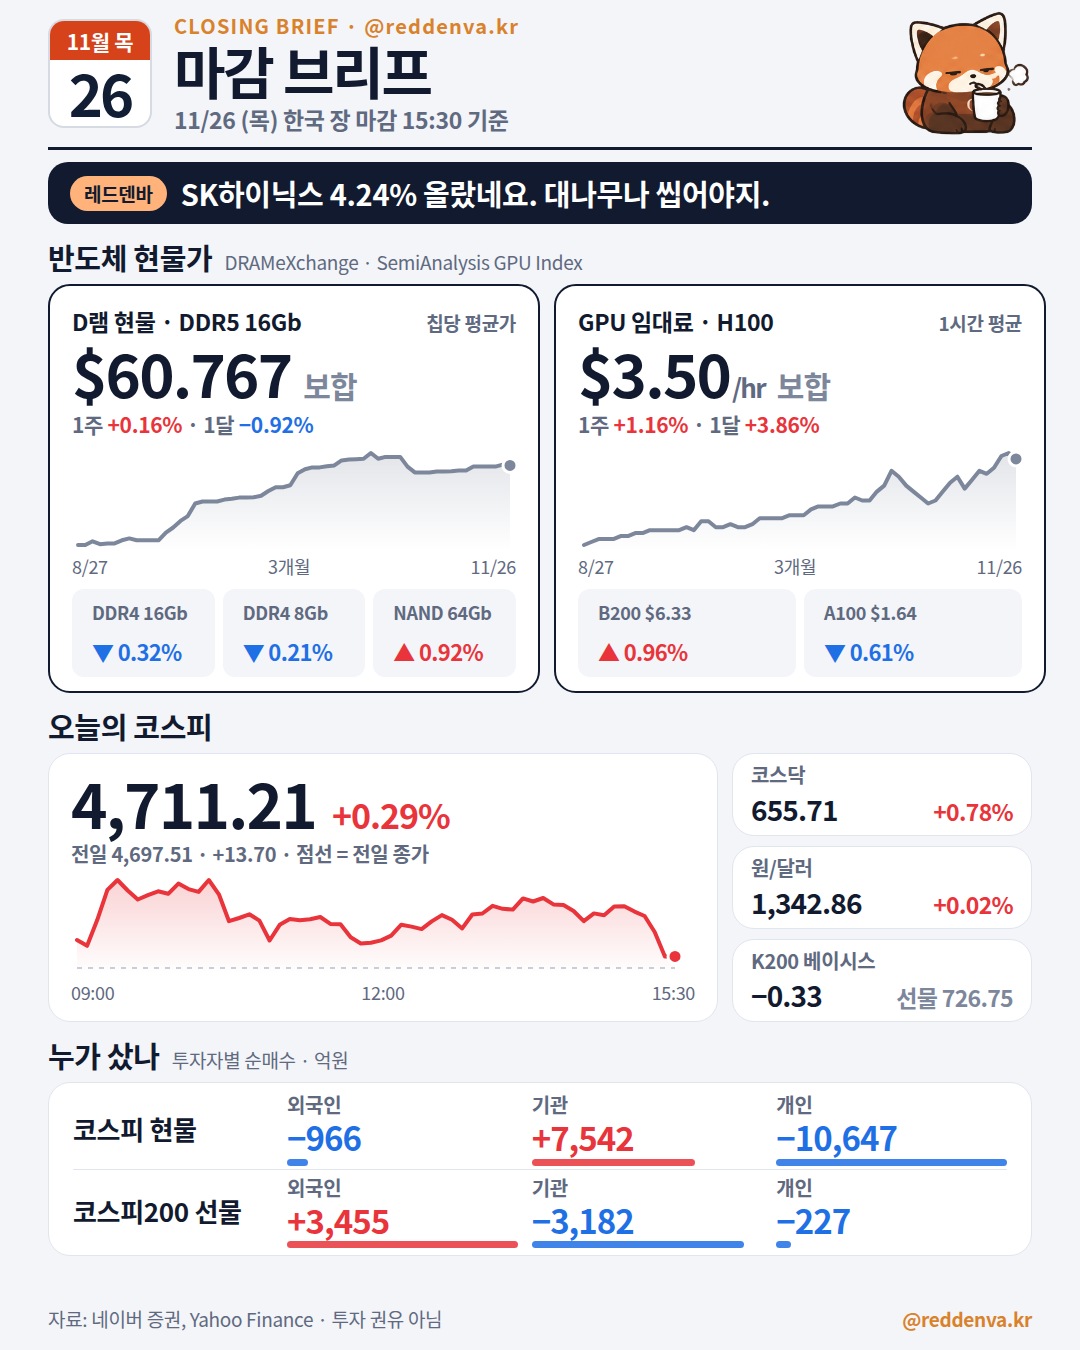 11월 목
26
CLOSING BRIEF · @reddenva.kr
마감 브리프
11/26 (목) 한국 장 마감 15:30 기준
레드덴바 SK하이닉스 4.24% 올랐네요. 대나무나 씹어야지.
반도체 현물가 DRAMeXchange · SemiAnalysis GPU Index
D램 현물 · DDR5 16Gb 칩당 평균가
$60.767 보합
1주 +0.16% · 1달 −0.92%
8/27 3개월 11/26
DDR4 16Gb DDR4 8Gb NAND 64Gb
▼ 0.32% ▼ 0.21% ▲ 0.92%
GPU 임대료 · H100 1시간 평균
$3.50/hr 보합
1주 +1.16% · 1달 +3.86%
8/27 3개월 11/26
B200 $6.33 A100 $1.64
▲ 0.96% ▼ 0.61%
오늘의 코스피
4,711.21 +0.29%
전일 4,697.51 · +13.70 · 점선 = 전일 종가
09:00 12:00 15:30
코스닥
655.71 +0.78%
원/달러
1,342.86 +0.02%
K200 베이시스
−0.33 선물 726.75
누가 샀나 투자자별 순매수 · 억원
코스피 현물
외국인 기관 개인
−966 +7,542 −10,647
코스피200 선물
외국인 기관 개인
+3,455 −3,182 −227
자료: 네이버 증권, Yahoo Finance · 투자 권유 아님
@reddenva.kr